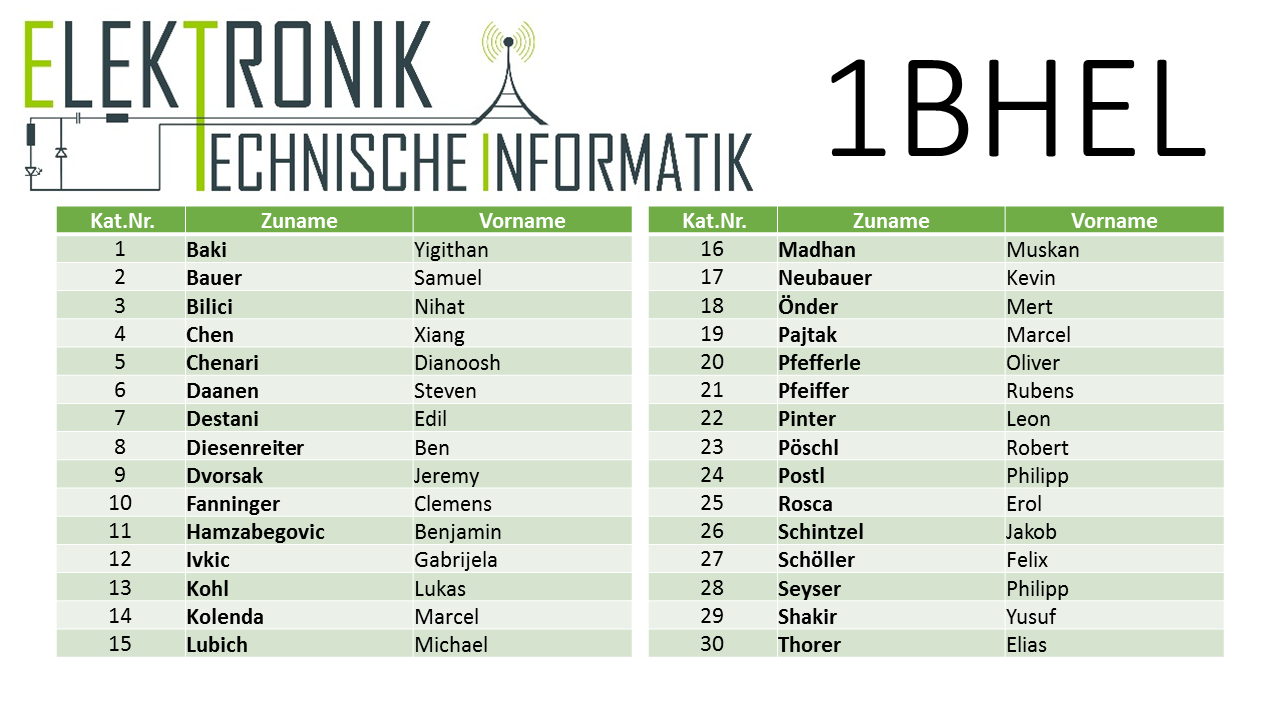 ELEKTRONIK
TECHNISCHE INFORMATIK
1BHEL
Kat.Nr. Zuname Vorname
1 Baki Yigithan
2 Bauer Samuel
3 Bilici Nihat
4 Chen Xiang
5 Chenari Dianoosh
6 Daanen Steven
7 Destani Edil
8 Diesenreiter Ben
9 Dvorsak Jeremy
10 Fanninger Clemens
11 Hamzabegovic Benjamin
12 Ivkic Gabrijela
13 Kohl Lukas
14 Kolenda Marcel
15 Lubich Michael
Kat.Nr. Zuname Vorname
16 Madhan Muskan
17 Neubauer Kevin
18 Önder Mert
19 Pajtak Marcel
20 Pfefferle Oliver
21 Pfeiffer Rubens
22 Pinter Leon
23 Pöschl Robert
24 Postl Philipp
25 Rosca Erol
26 Schintzel Jakob
27 Schöller Felix
28 Seyser Philipp
29 Shakir Yusuf
30 Thorer Elias